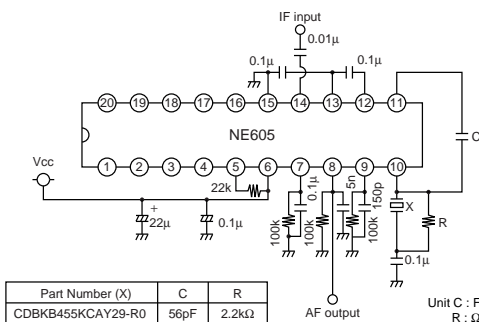 IF input
0.01μ
0.1μ
0.1μ
20 19 18 17 16 15 14 13 12 11
NE605
C
Vcc
1 2 3 4 5 6 7 8 9 10
22k
+
22μ
0.1μ
100k
0.1μ
100k
5n
100k
150p
X
R
0.1μ
Part Number (X) C R
CDBKB455KCAY29-R0 56pF 2.2kΩ
AF output
Unit C : F
R : Ω